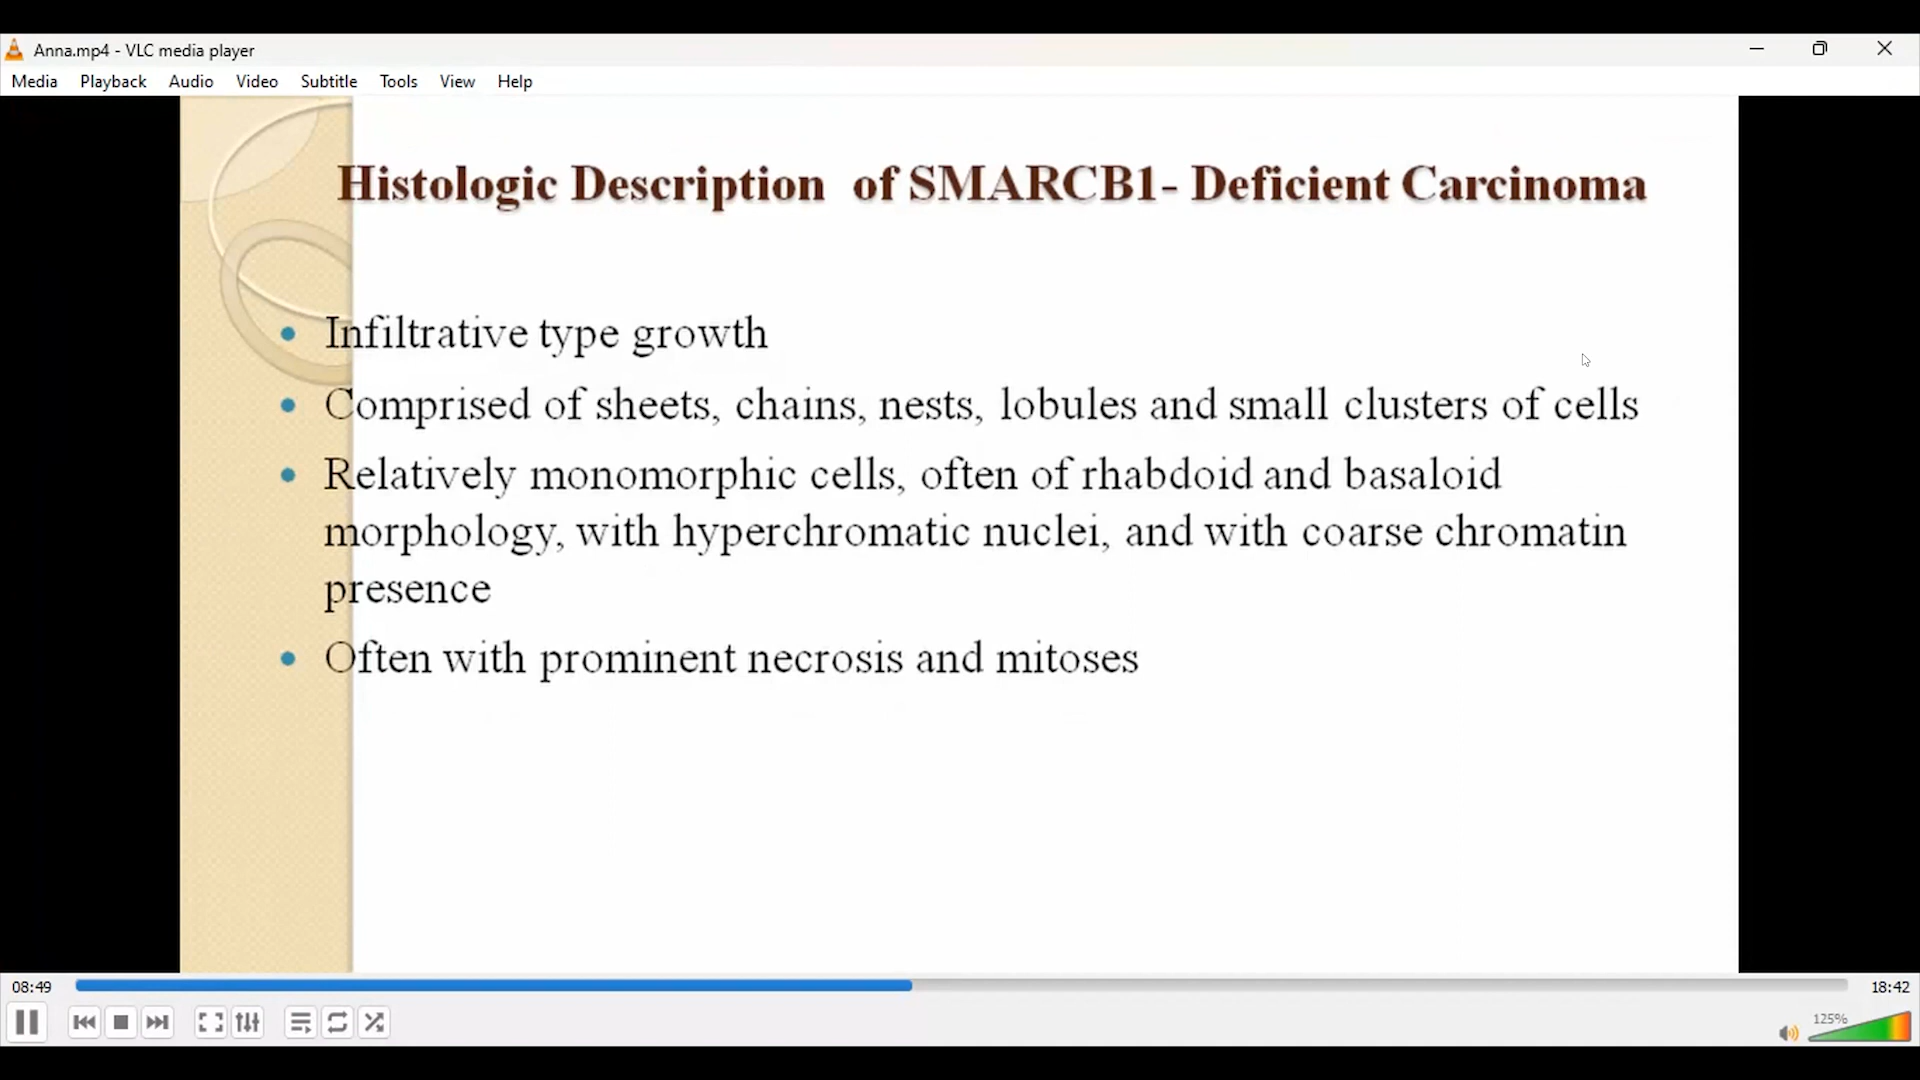 Anna.mp4 - VLC media player
Media Playback Audio Video Subtitle Tools View Help
Histologic Description of SMARCB1- Deficient Carcinoma
• Infiltrative type growth
• Comprised of sheets, chains, nests, lobules and small clusters of cells
• Relatively monomorphic cells, often of rhabdoid and basaloid
morphology, with hyperchromatic nuclei, and with coarse chromatin
presence
• Often with prominent necrosis and mitoses
08:49 18:42
125%